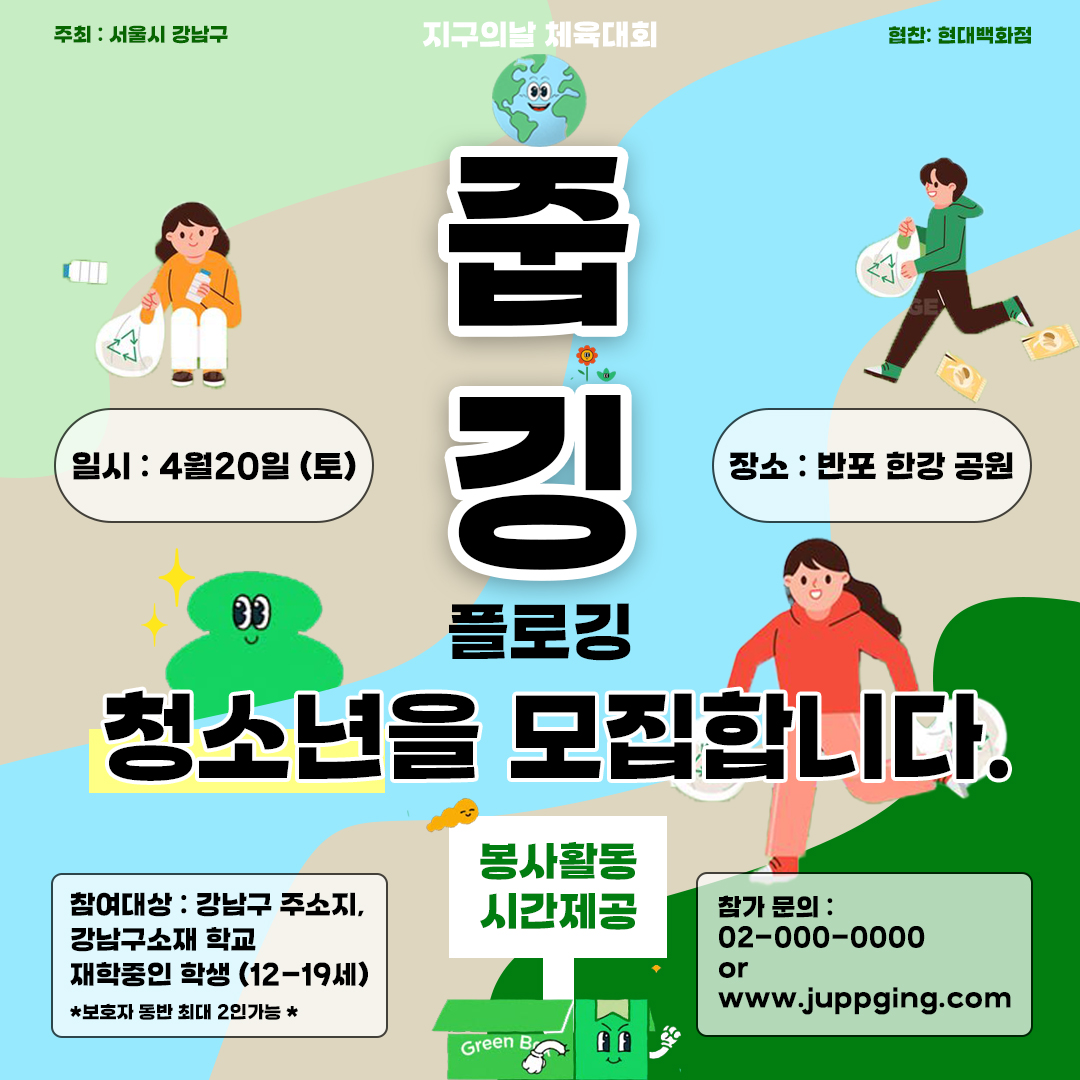 주최 : 서울시 강남구
지구의날 체육대회
협찬: 현대백화점
줍
깅
일시 : 4월20일 (토)
장소 : 반포 한강 공원
플로깅
청소년을 모집합니다.
봉사활동
시간제공
참여대상 : 강남구 주소지,
강남구소재 학교
재학중인 학생 (12-19세)
*보호자 동반 최대 2인가능 *
참가 문의 :
02-000-0000
or
www.juppging.com
Green